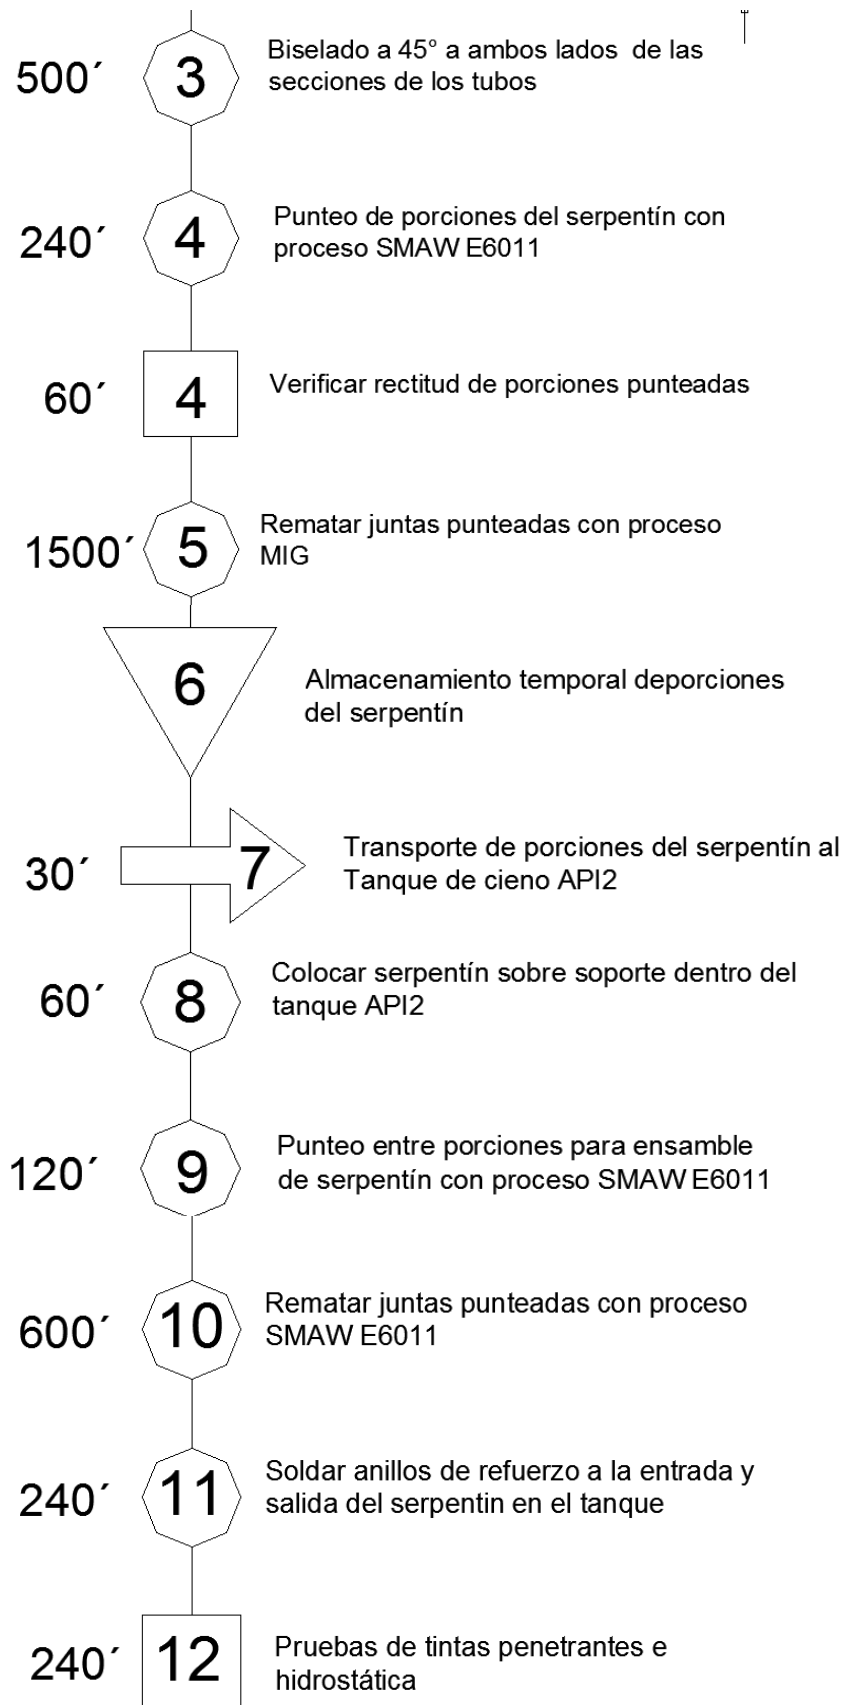 500´
3
Biselado a 45° a ambos lados de las
secciones de los tubos
240´
4
Punteo de porciones del serpentín con
proceso SMAW E6011
60´
4
Verificar rectitud de porciones punteadas
1500´
5
Rematar juntas punteadas con proceso
MIG
6
Almacenamiento temporal deporciones
del serpentín
30´
7
Transporte de porciones del serpentín al
Tanque de cieno API2
60´
8
Colocar serpentín sobre soporte dentro del
tanque API2
120´
9
Punteo entre porciones para ensamble
de serpentín con proceso SMAW E6011
600´
10
Rematar juntas punteadas con proceso
SMAW E6011
240´
11
Soldar anillos de refuerzo a la entrada y
salida del serpentin en el tanque
240´
12
Pruebas de tintas penetrantes e
hidrostática